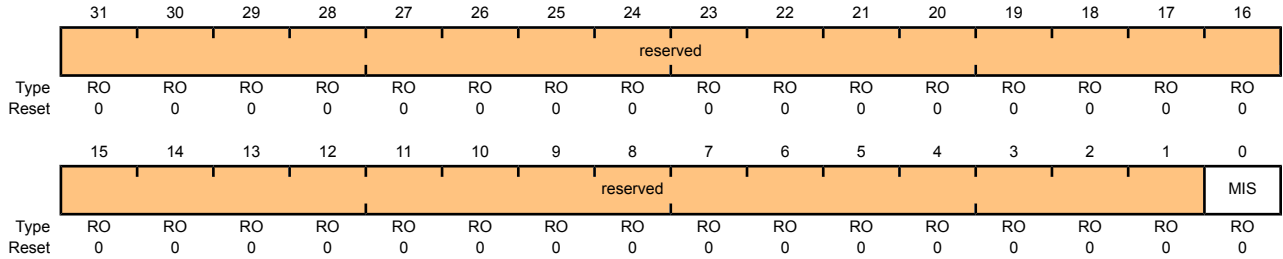 31 30 29 28 27 26 25 24 23 22 21 20 19 18 17 16
reserved
Type RO RO RO RO RO RO RO RO RO RO RO RO RO RO RO RO
Reset 0 0 0 0 0 0 0 0 0 0 0 0 0 0 0 0
15 14 13 12 11 10 9 8 7 6 5 4 3 2 1 0
reserved MIS
Type RO RO RO RO RO RO RO RO RO RO RO RO RO RO RO RO
Reset 0 0 0 0 0 0 0 0 0 0 0 0 0 0 0 0